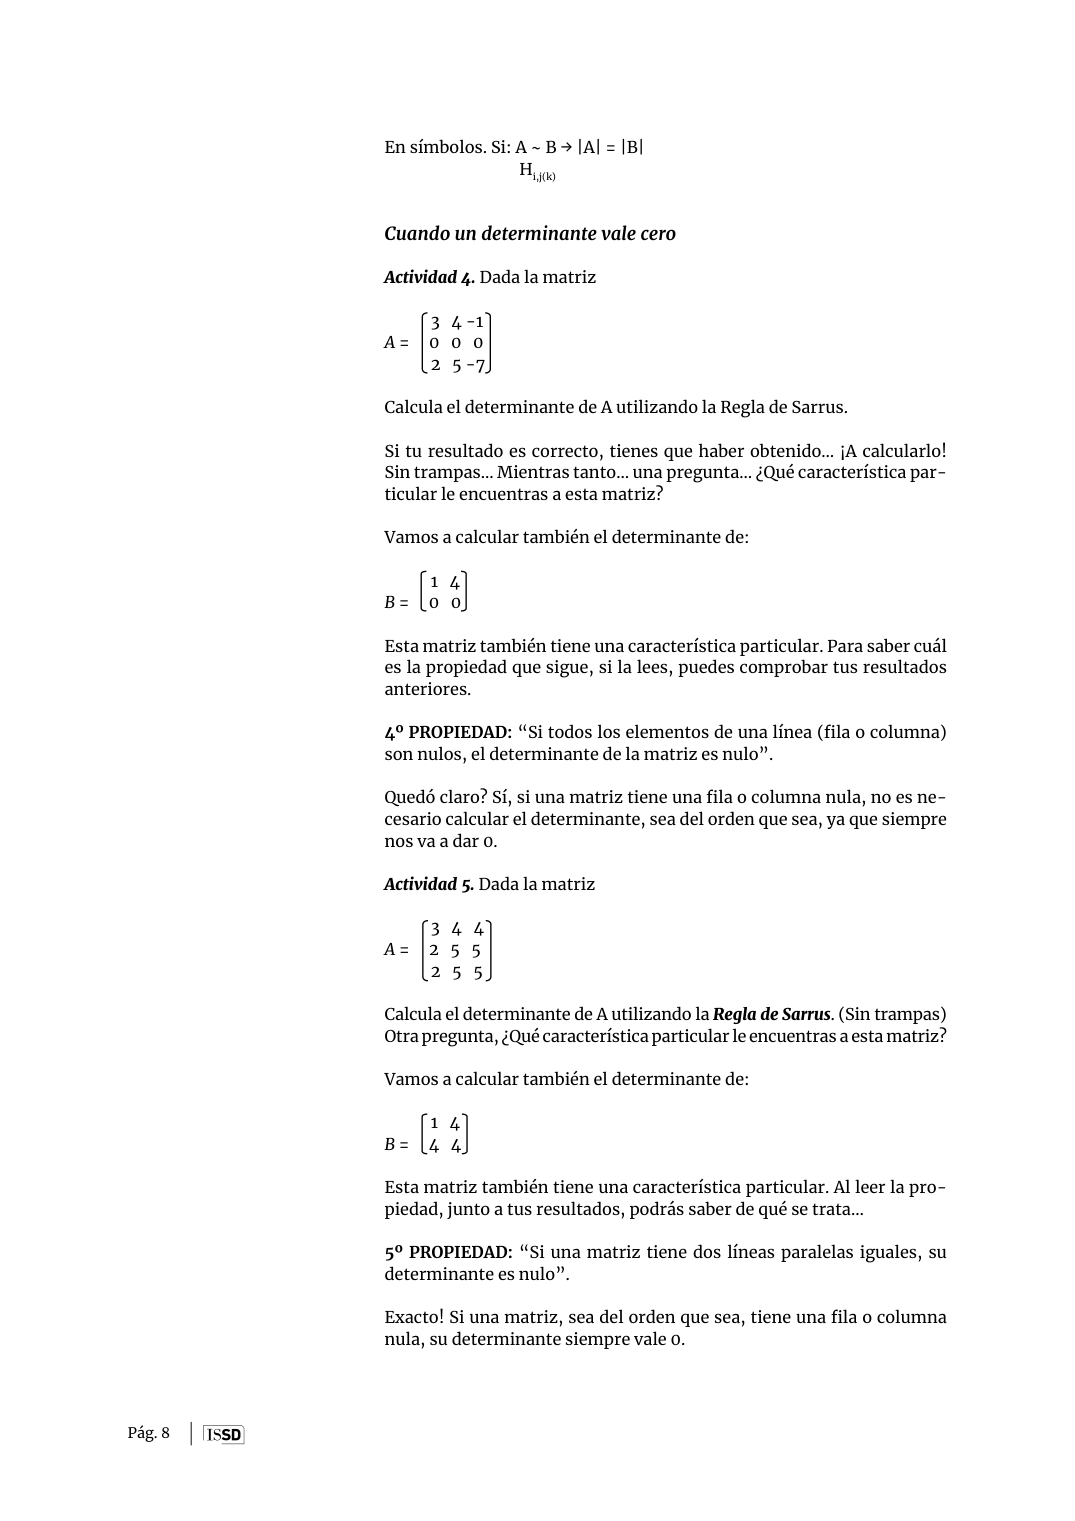 En símbolos. Si: A ~ B → |A| = |B|
H i,j(k)
Cuando un determinante vale cero
Actividad 4. Dada la matriz
3 4 -1
A = 0 0 0
2 5 -7
Calcula el determinante de A utilizando la Regla de Sarrus.
Si tu resultado es correcto, tienes que haber obtenido... ¡A calcularlo!
Sin trampas... Mientras tanto... una pregunta... ¿Qué característica par-
ticular le encuentras a esta matriz?
Vamos a calcular también el determinante de:
1 4
B = 0 0
Esta matriz también tiene una característica particular. Para saber cuál
es la propiedad que sigue, si la lees, puedes comprobar tus resultados
anteriores.
4º PROPIEDAD: “Si todos los elementos de una línea (fila o columna)
son nulos, el determinante de la matriz es nulo”.
Quedó claro? Sí, si una matriz tiene una fila o columna nula, no es ne-
cesario calcular el determinante, sea del orden que sea, ya que siempre
nos va a dar 0.
Actividad 5. Dada la matriz
3 4 4
A = 2 5 5
2 5 5
Calcula el determinante de A utilizando la Regla de Sarrus. (Sin trampas)
Otra pregunta, ¿Qué característica particular le encuentras a esta matriz?
Vamos a calcular también el determinante de:
1 4
B = 4 4
Esta matriz también tiene una característica particular. Al leer la pro-
piedad, junto a tus resultados, podrás saber de qué se trata...
5º PROPIEDAD: “Si una matriz tiene dos líneas paralelas iguales, su
determinante es nulo”.
Exacto! Si una matriz, sea del orden que sea, tiene una fila o columna
nula, su determinante siempre vale 0.
Pág. 8 ISSD